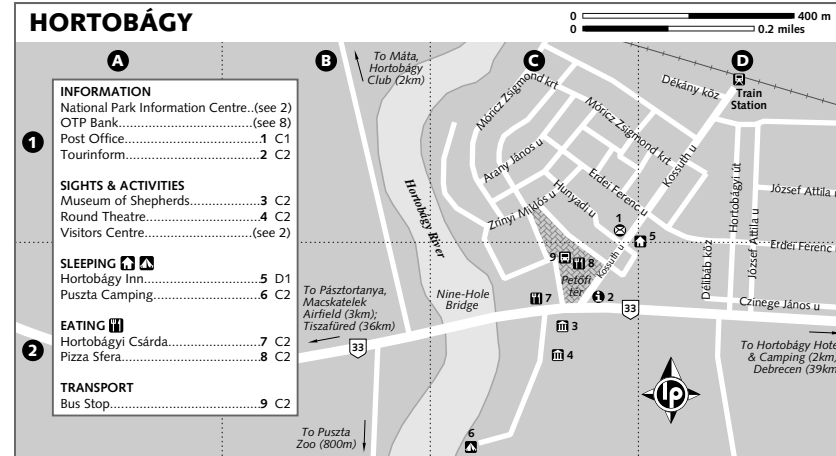 HORTOBÁGY
0 400 m
0 0.2 miles
A
B
C
D
1
2
INFORMATION
National Park Information Centre..(see 2)
OTP Bank..............................(see 8)
Post Office..................................1 C1
Tourinform..................................2 C2
SIGHTS & ACTIVITIES
Museum of Shepherds................3 C2
Round Theatre............................4 C2
Visitors Centre........................(see 2)
SLEEPING
Hortobágy Inn............................5 D1
Puszta Camping..........................6 C2
EATING
Hortobágyi Csárda......................7 C2
Pizza Sfera..................................8 C2
TRANSPORT
Bus Stop.....................................9 C2
To Máta,
Hortobágy
Club (2km)
Hortobágy River
Móricz Zsigmond krt
Móricz Zsigmond krt
Arany János u
Zrínyi Miklós u
Hunyadi u
Erdei Ferenc u
Kossuth u
Dékány köz
Train
Station
Hortobágyi út
József Attila u
József Attila u
Erdei Ferenc
Délibáb köz
Czinege János u
Kossuth u
Petőfi
tér
1
5
9
8
7
2
3
4
6
33
33
Nine-Hole
Bridge
To Pásztortanya,
Macskatelek
Airfield (3km);
Tiszafüred (36km)
To Puszta
Zoo (800m)
To Hortobágy Hote
& Camping (2km)
Debrecen (39km
lp